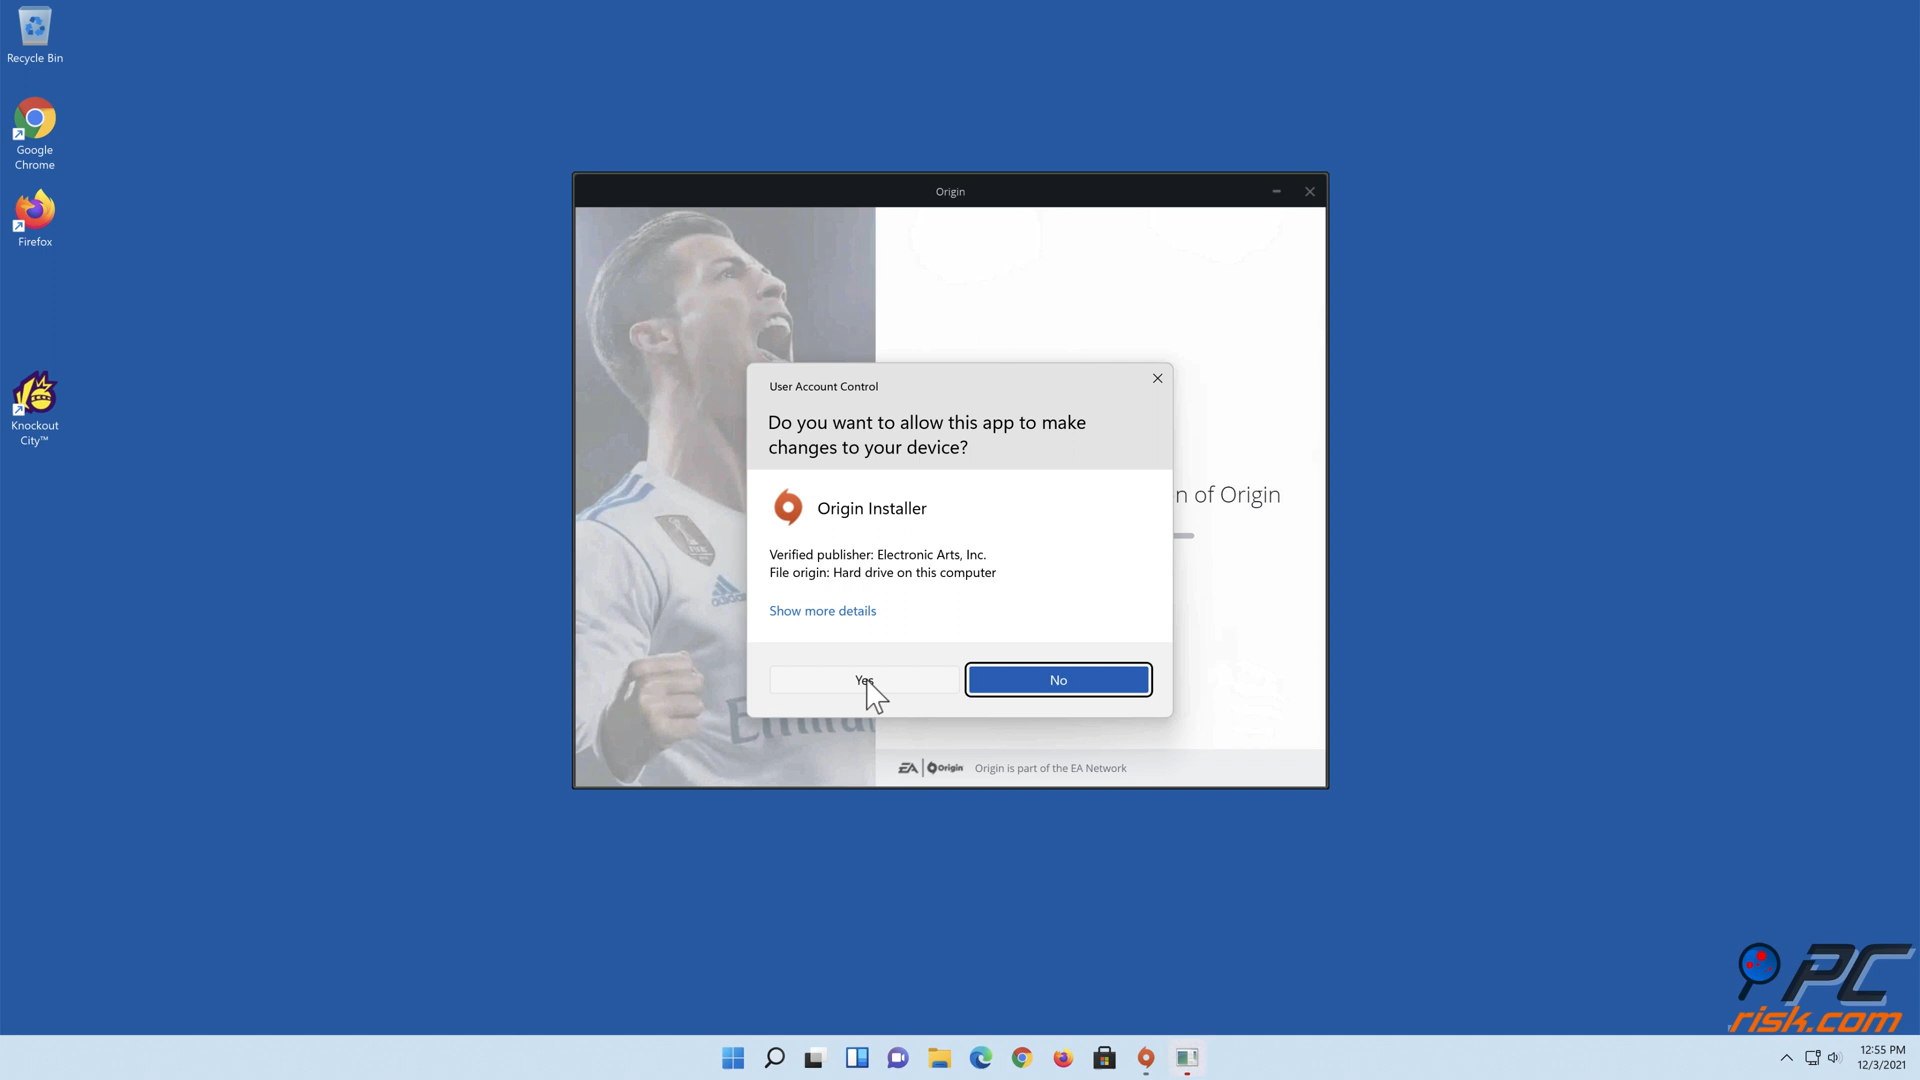 Recycle Bin
Google
Chrome
Firefox
Knockout
City™
Origin
User Account Control
Do you want to allow this app to make
changes to your device?
Origin Installer
Verified publisher: Electronic Arts, Inc.
File origin: Hard drive on this computer
Show more details
Yes
No
n of Origin
EA Origin Origin is part of the EA Network
PC
risk.com
12:55 PM
12/3/2021